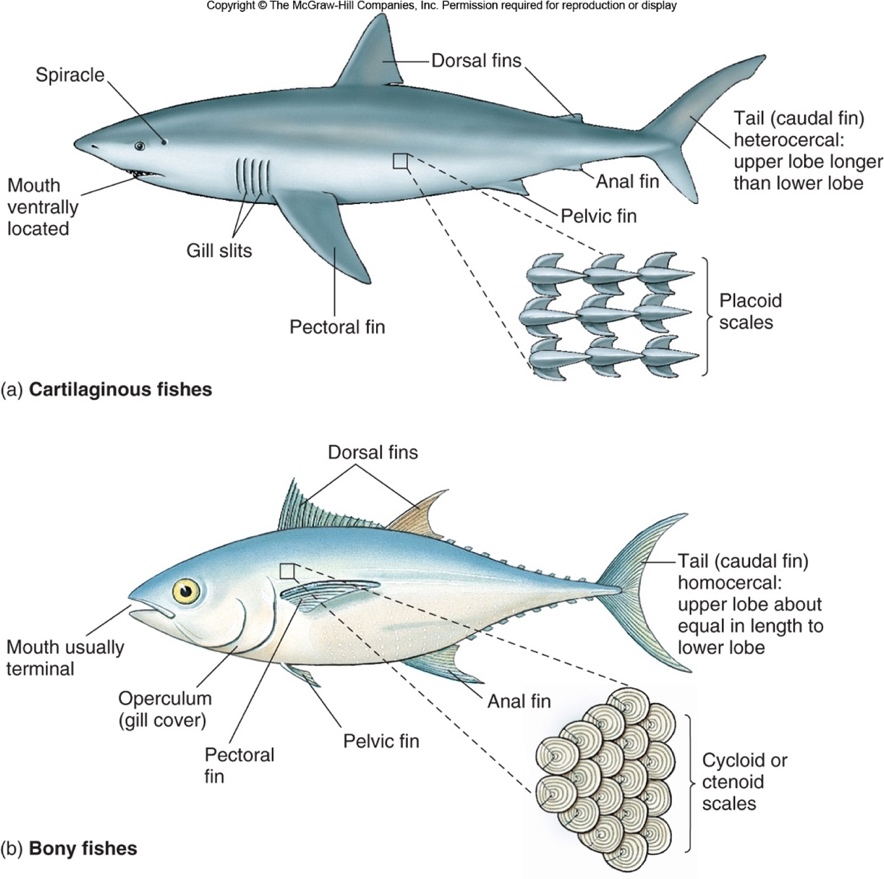 Copyright © The McGraw-Hill Companies, Inc. Permission required for reproduction or display
Dorsal fins
Spiracle
Tail (caudal fin)
heterocercal:
upper lobe longer
than lower lobe
Mouth
ventrally
located
Anal fin
Pelvic fin
Gill slits
Placoid
scales
Pectoral fin
(a) Cartilaginous fishes
Dorsal fins
Tail (caudal fin)
homocercal:
upper lobe about
equal in length to
lower lobe
Mouth usually
terminal
Operculum
(gill cover)
Anal fin
Pelvic fin
Pectoral
fin
Cycloid or
ctenoid
scales
(b) Bony fishes